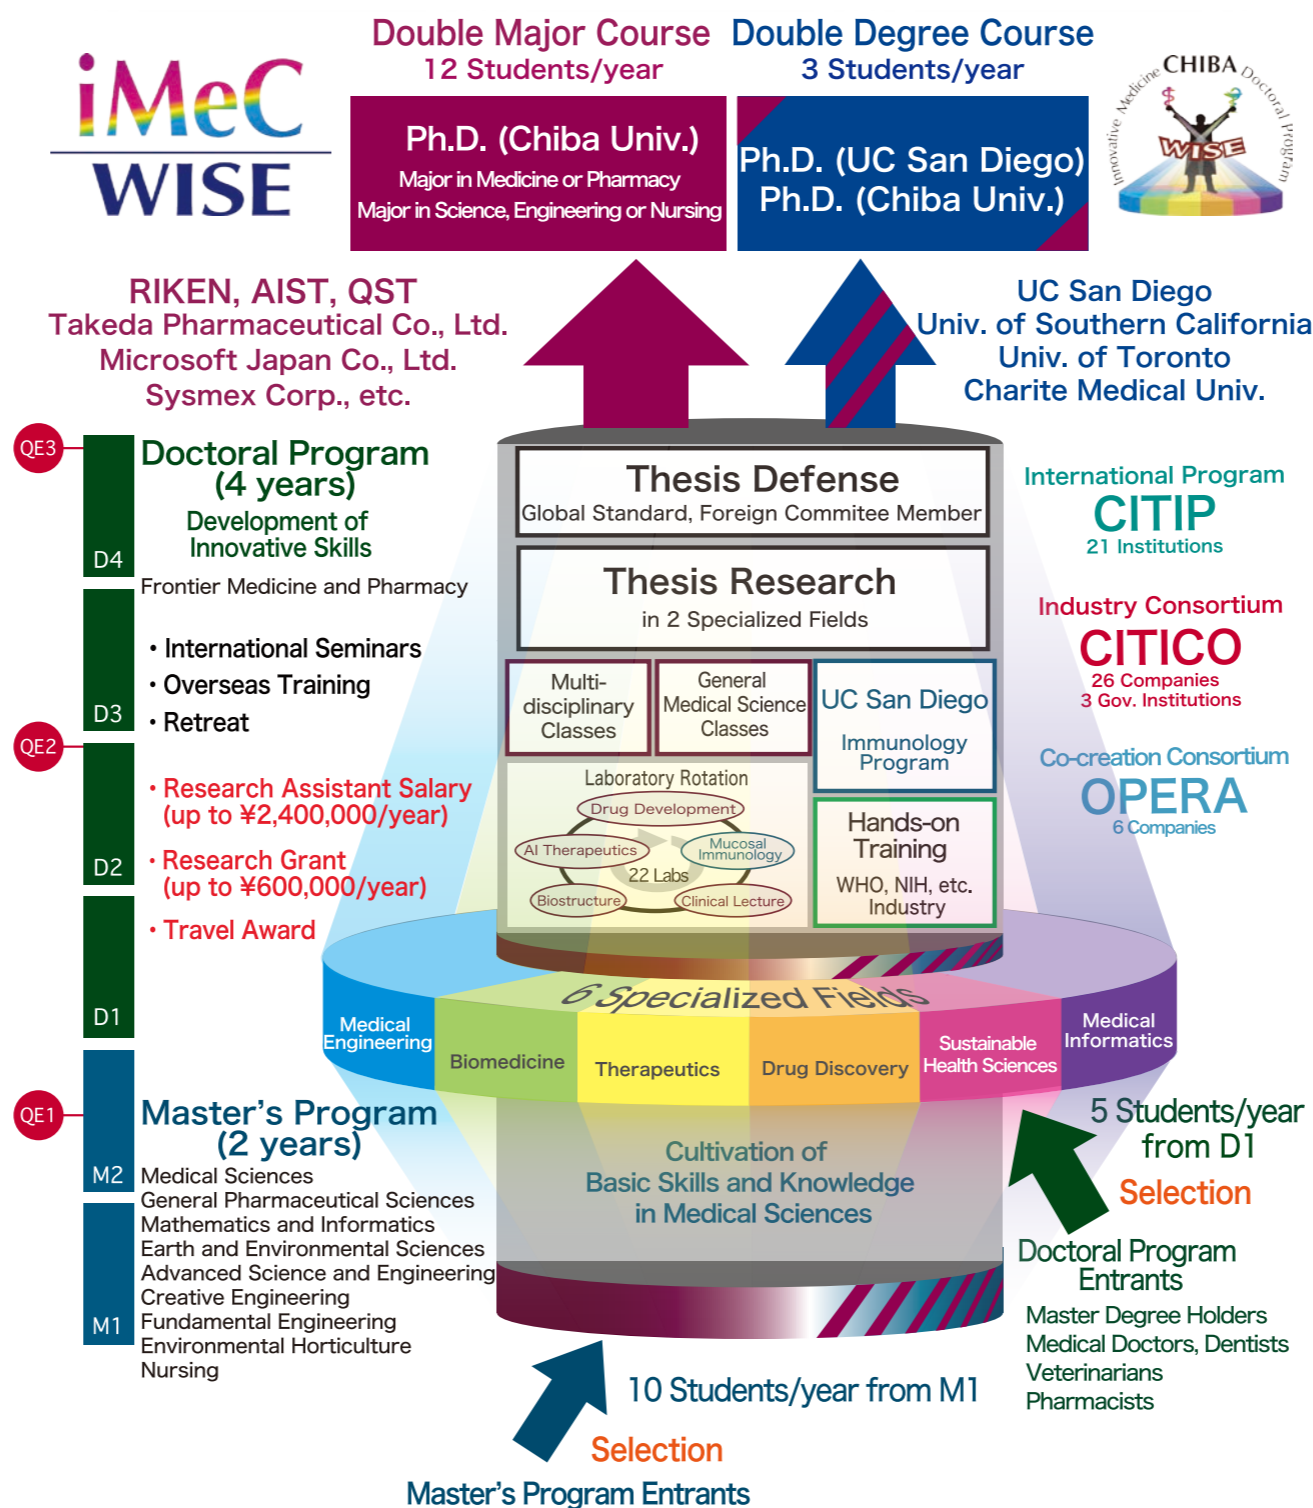 iMeC
WISE
Double Major Course
12 Students/year
Double Degree Course
3 Students/year
Innovative Medicine CHIBA Doctoral Program
WISE
Ph.D. (Chiba Univ.)
Major in Medicine or Pharmacy
Major in Science, Engineering or Nursing
Ph.D. (UC San Diego)
Ph.D. (Chiba Univ.)
RIKEN, AIST, QST
Takeda Pharmaceutical Co., Ltd.
Microsoft Japan Co., Ltd.
Sysmex Corp., etc.
UC San Diego
Univ. of Southern California
Univ. of Toronto
Charite Medical Univ.
QE3
D4
D3
QE2
D2
D1
QE1
M2
M1
Doctoral Program
(4 years)
Development of
Innovative Skills
Frontier Medicine and Pharmacy
・International Seminars
・Overseas Training
・Retreat
・Research Assistant Salary
(up to ¥2,400,000/year)
・Research Grant
(up to ¥600,000/year)
・Travel Award
Thesis Defense
Global Standard, Foreign Commitee Member
Thesis Research
in 2 Specialized Fields
Multi-
disciplinary
Classes
General
Medical Science
Classes
UC San Diego
Immunology
Program
Laboratory Rotation
Drug Development
AI Therapeutics
Mucosal
Immunology
22 Labs
Biostructure
Clinical Lecture
Hands-on
Training
WHO, NIH, etc.
Industry
International Program
CITIP
21 Institutions
Industry Consortium
CITICO
26 Companies
3 Gov. Institutions
Co-creation Consortium
OPERA
6 Companies
6 Specialized Fields
Medical
Engineering
Biomedicine
Therapeutics
Drug Discovery
Sustainable
Health Sciences
Medical
Informatics
Master's Program
(2 years)
Medical Sciences
General Pharmaceutical Sciences
Mathematics and Informatics
Earth and Environmental Sciences
Advanced Science and Engineering
Creative Engineering
Fundamental Engineering
Environmental Horticulture
Nursing
Cultivation of
Basic Skills and Knowledge
in Medical Sciences
5 Students/year
from D1
Selection
Doctoral Program
Entrants
Master Degree Holders
Medical Doctors, Dentists
Veterinarians
Pharmacists
10 Students/year from M1
Selection
Master's Program Entrants